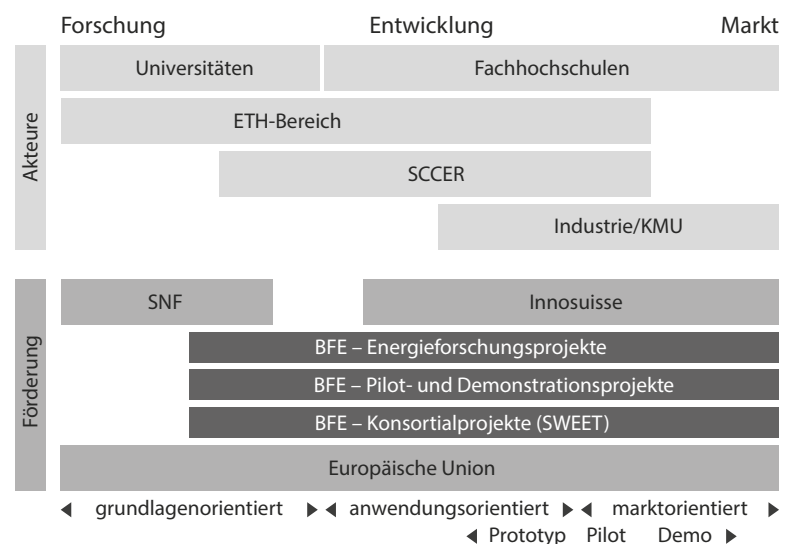 Forschung Entwicklung Markt
Akteure
Universitäten Fachhochschulen
ETH-Bereich
SCCER
Industrie/KMU
Förderung
SNF Innosuisse
BFE – Energieforschungsprojekte
BFE – Pilot- und Demonstrationsprojekte
BFE – Konsortialprojekte (SWEET)
Europäische Union
grundlagenorientiert anwendungsorientiert marktorientiert
Prototyp Pilot Demo